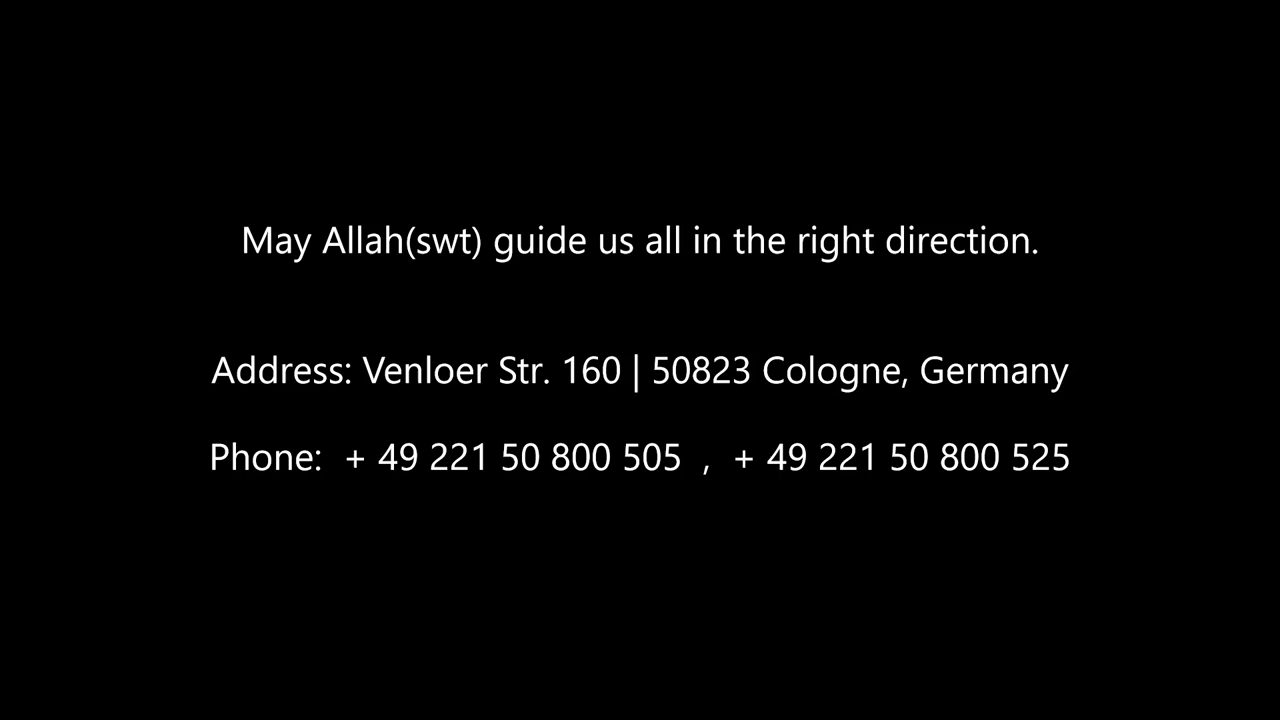 May Allah(swt) guide us all in the right direction.
Address: Venloer Str. 160 | 50823 Cologne, Germany
Phone:  + 49 221 50 800 505  ,  + 49 221 50 800 525